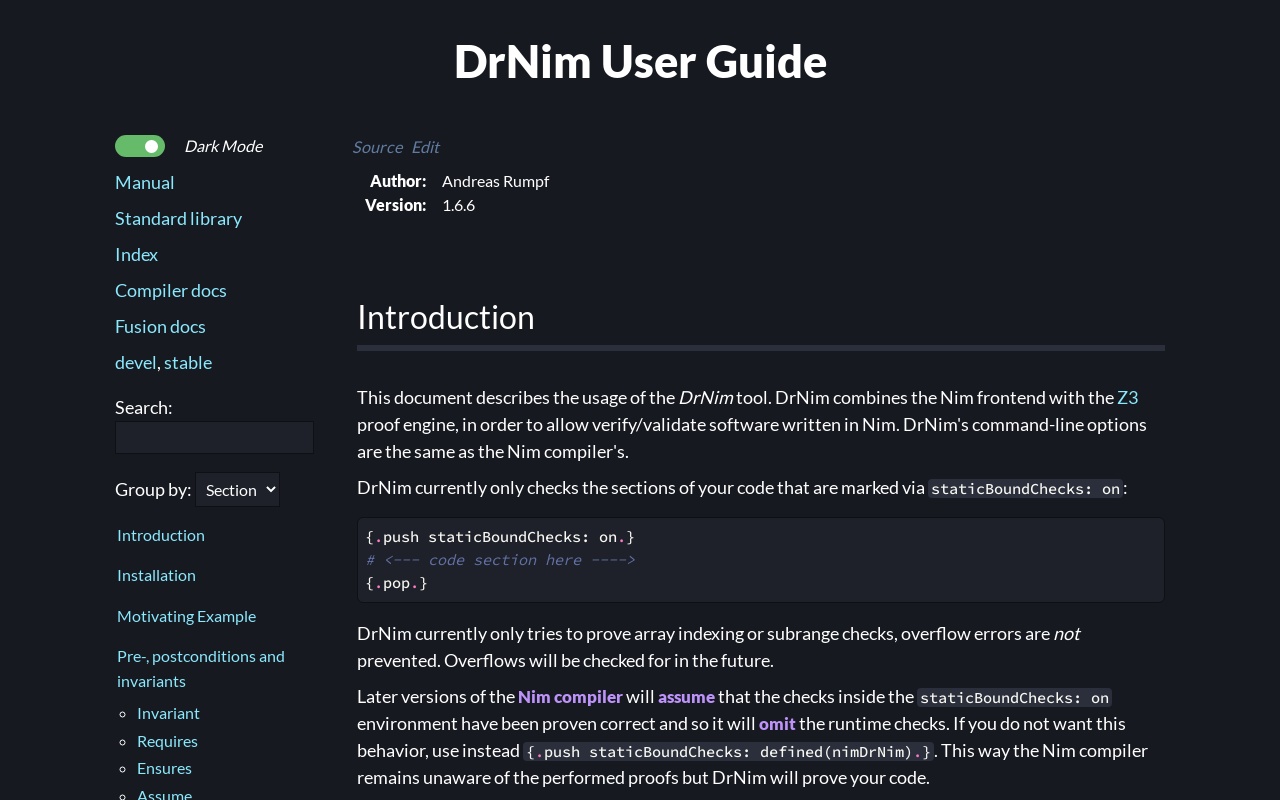 DrNim User Guide
Dark Mode
Manual
Standard library
Index
Compiler docs
Fusion docs
devel, stable
Search:
Group by: Section
Introduction
Installation
Motivating Example
Pre-, postconditions and
invariants
Invariant
Requires
Ensures
Assume
Source Edit
Author: Andreas Rumpf
Version: 1.6.6
Introduction
This document describes the usage of the DrNim tool. DrNim combines the Nim frontend with the Z3
proof engine, in order to allow verify/validate software written in Nim. DrNim's command-line options
are the same as the Nim compiler's.
DrNim currently only checks the sections of your code that are marked via staticBoundChecks: on:
{.push staticBoundChecks: on.}
# <--- code section here ---->
{.pop.}
DrNim currently only tries to prove array indexing or subrange checks, overflow errors are not
prevented. Overflows will be checked for in the future.
Later versions of the Nim compiler will assume that the checks inside the staticBoundChecks: on
environment have been proven correct and so it will omit the runtime checks. If you do not want this
behavior, use instead {.push staticBoundChecks: defined(nimDrNim).}. This way the Nim compiler
remains unaware of the performed proofs but DrNim will prove your code.